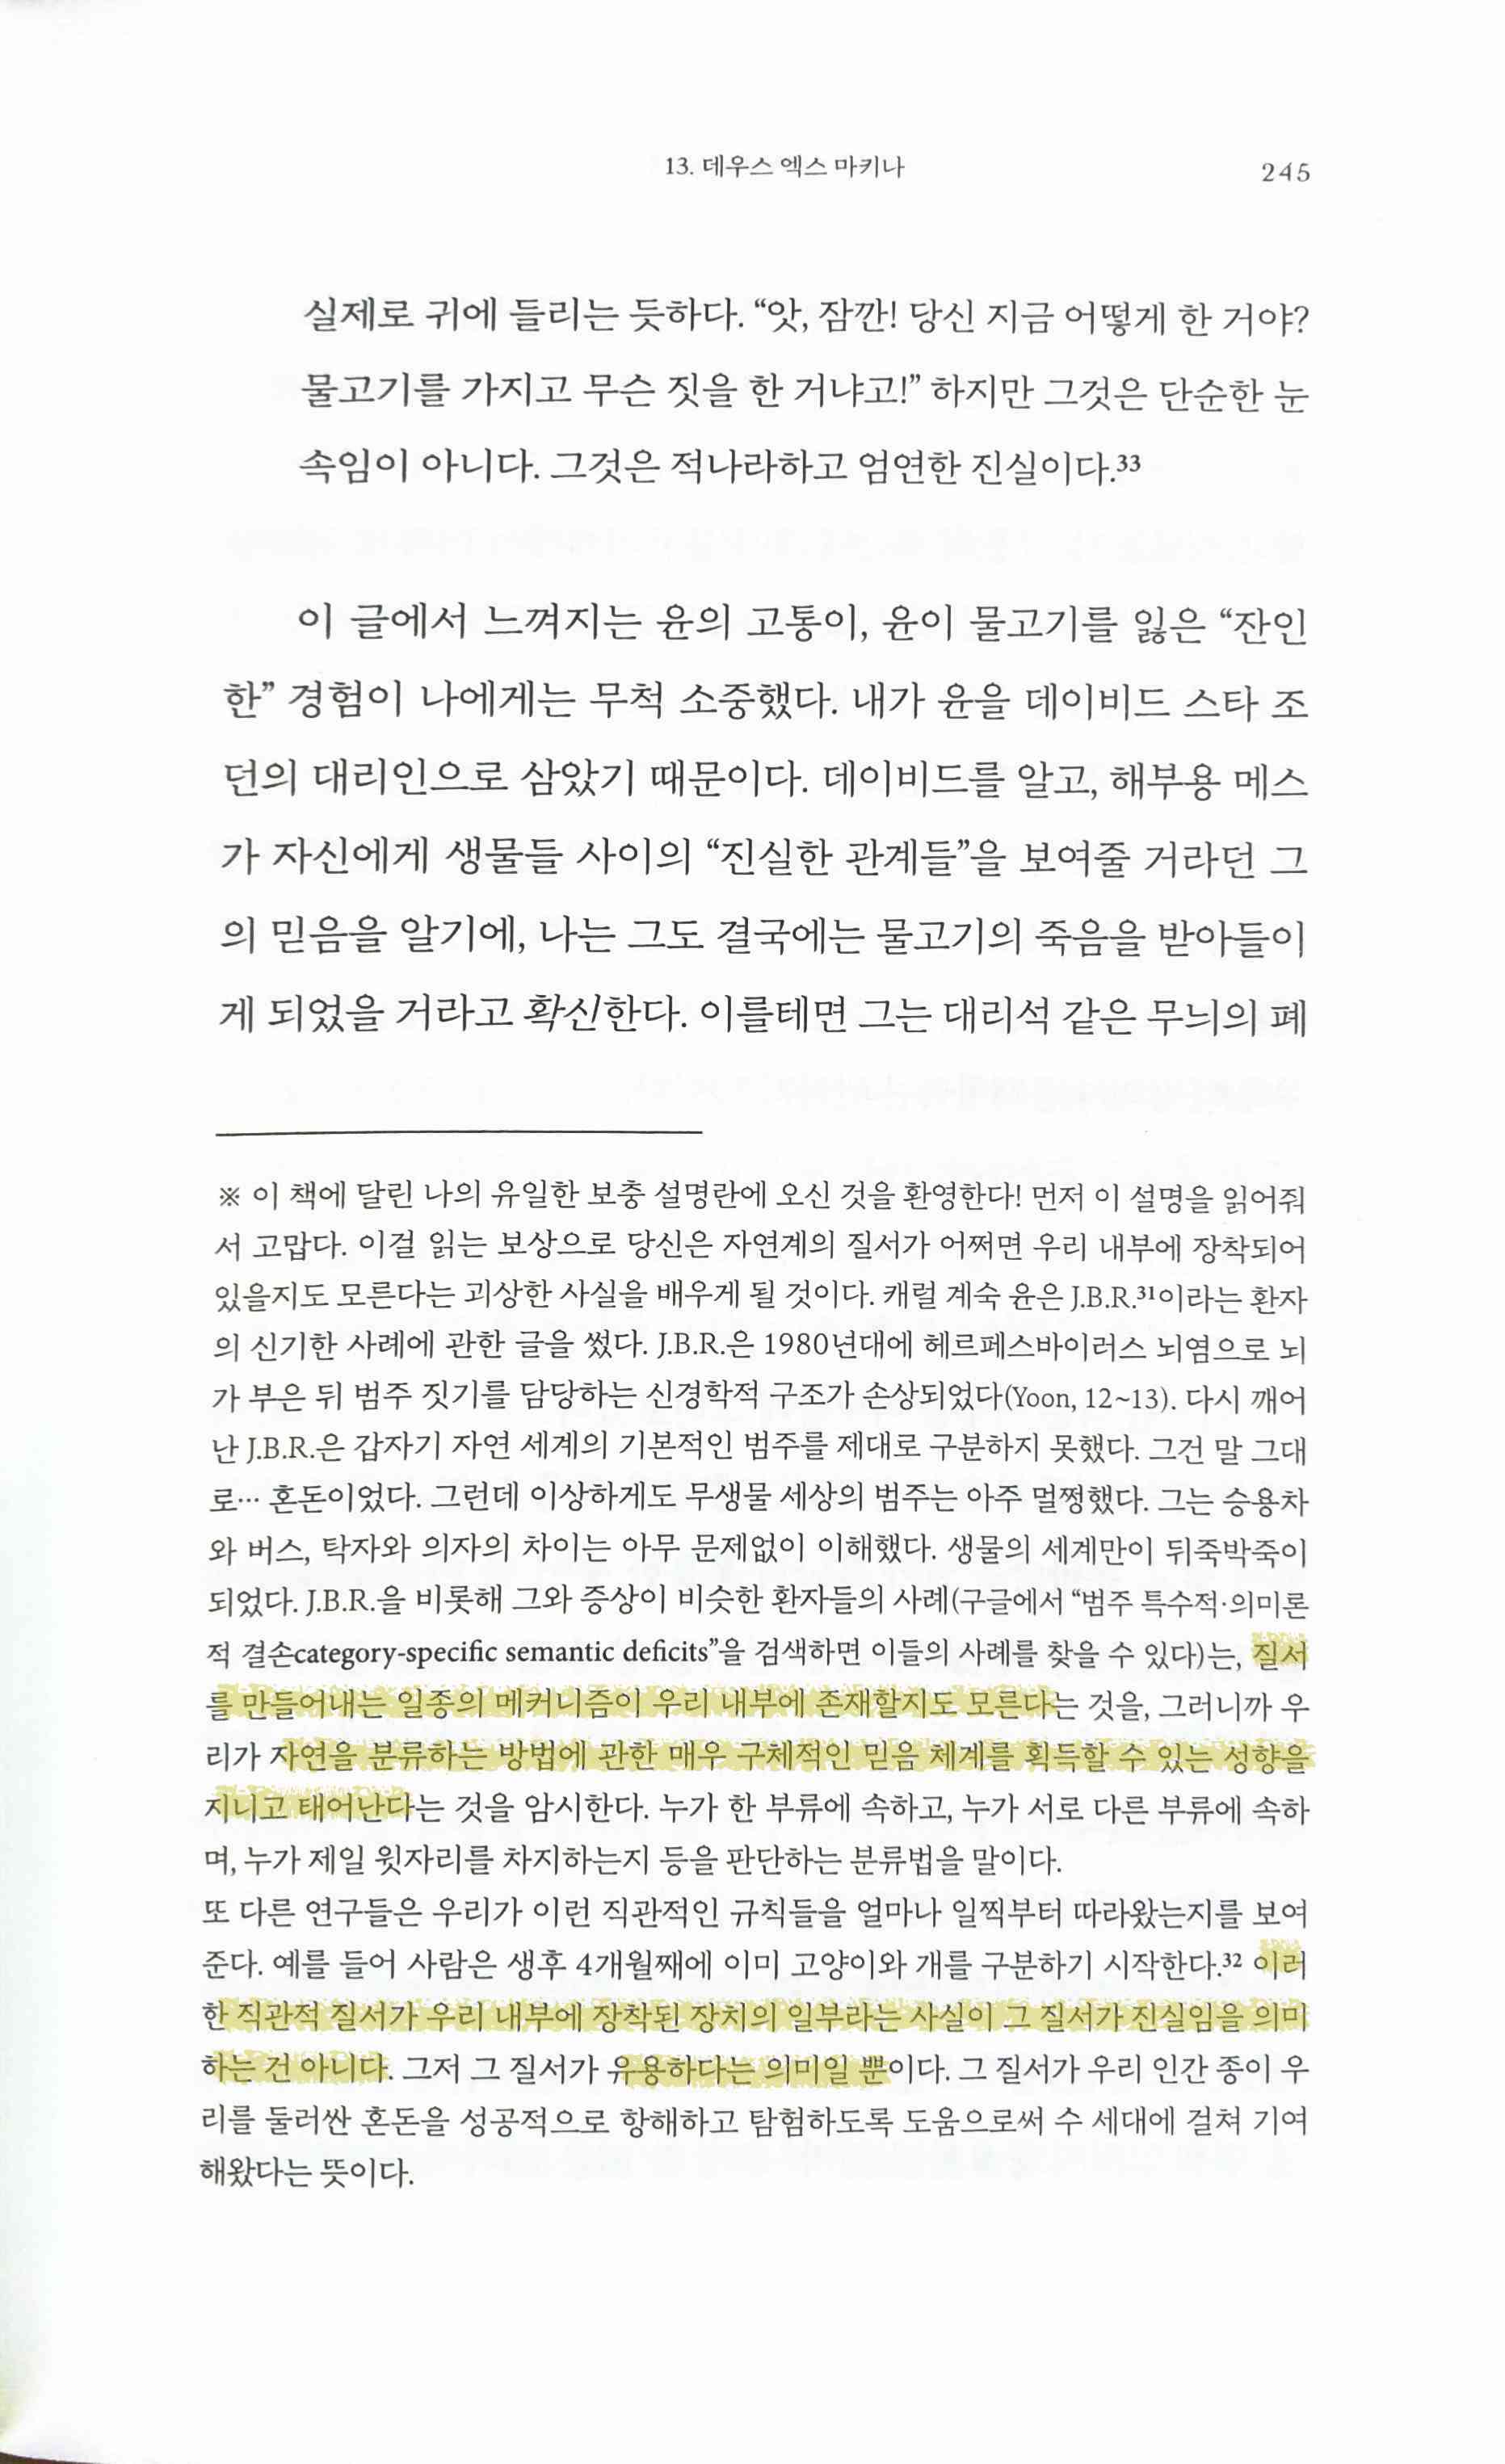 13. 데우스 엑스 마키나
245
실제로 귀에 들리는 듯하다. “앗, 잠깐! 당신 지금 어떻게 한 거야?
물고기를 가지고 무슨 짓을 한 거냐고!” 하지만 그것은 단순한 눈
속임이 아니다. 그것은 적나라하고 엄연한 진실이다.³³
이 글에서 느껴지는 윤의 고통이, 윤이 물고기를 잃은 “잔인
한” 경험이 나에게는 무척 소중했다. 내가 윤을 데이비드 스타 조
던의 대리인으로 삼았기 때문이다. 데이비드를 알고, 해부용 메스
가 자신에게 생물들 사이의 “진실한 관계들”을 보여줄 거라던 그
의 믿음을 알기에, 나는 그도 결국에는 물고기의 죽음을 받아들이
게 되었을 거라고 확신한다. 이를테면 그는 대리석 같은 무늬의 폐
※ 이 책에 달린 나의 유일한 보충 설명란에 오신 것을 환영한다! 먼저 이 설명을 읽어줘
서 고맙다. 이걸 읽는 보상으로 당신은 자연계의 질서가 어쩌면 우리 내부에 장착되어
있을지도 모른다는 괴상한 사실을 배우게 될 것이다. 캐럴 계숙 윤은 J.B.R.³¹이라는 환자
의 신기한 사례에 관한 글을 썼다. J.B.R.은 1980년대에 헤르페스바이러스 뇌염으로 뇌
가 부은 뒤 범주 짓기를 담당하는 신경학적 구조가 손상되었다(Yoon, 12~13). 다시 깨어
난 J.B.R.은 갑자기 자연 세계의 기본적인 범주를 제대로 구분하지 못했다. 그건 말 그대
로… 혼돈이었다. 그런데 이상하게도 무생물 세상의 범주는 아주 멀쩡했다. 그는 승용차
와 버스, 탁자와 의자의 차이는 아무 문제없이 이해했다. 생물의 세계만이 뒤죽박죽이
되었다. J.B.R.을 비롯해 그와 증상이 비슷한 환자들의 사례(구글에서 “범주 특수적·의미론
적 결손category-specific semantic deficits”을 검색하면 이들의 사례를 찾을 수 있다)는, 질서
를 만들어내는 일종의 메커니즘이 우리 내부에 존재할지도 모른다는 것을, 그러니까 우
리가 자연을 분류하는 방법에 관한 매우 구체적인 믿음 체계를 획득할 수 있는 성향을
지니고 태어난다는 것을 암시한다. 누가 한 부류에 속하고, 누가 서로 다른 부류에 속하
며, 누가 제일 윗자리를 차지하는지 등을 판단하는 분류법을 말이다.
또 다른 연구들은 우리가 이런 직관적인 규칙들을 얼마나 일찍부터 따라왔는지를 보여
준다. 예를 들어 사람은 생후 4개월째에 이미 고양이와 개를 구분하기 시작한다.³² 이러
한 직관적 질서가 우리 내부에 장착된 장치의 일부라는 사실이 그 질서가 진실임을 의미
하는 건 아니다. 그저 그 질서가 유용하다는 의미일 뿐이다. 그 질서가 우리 인간 종이 우
리를 둘러싼 혼돈을 성공적으로 항해하고 탐험하도록 도움으로써 수 세대에 걸쳐 기여
해왔다는 뜻이다.